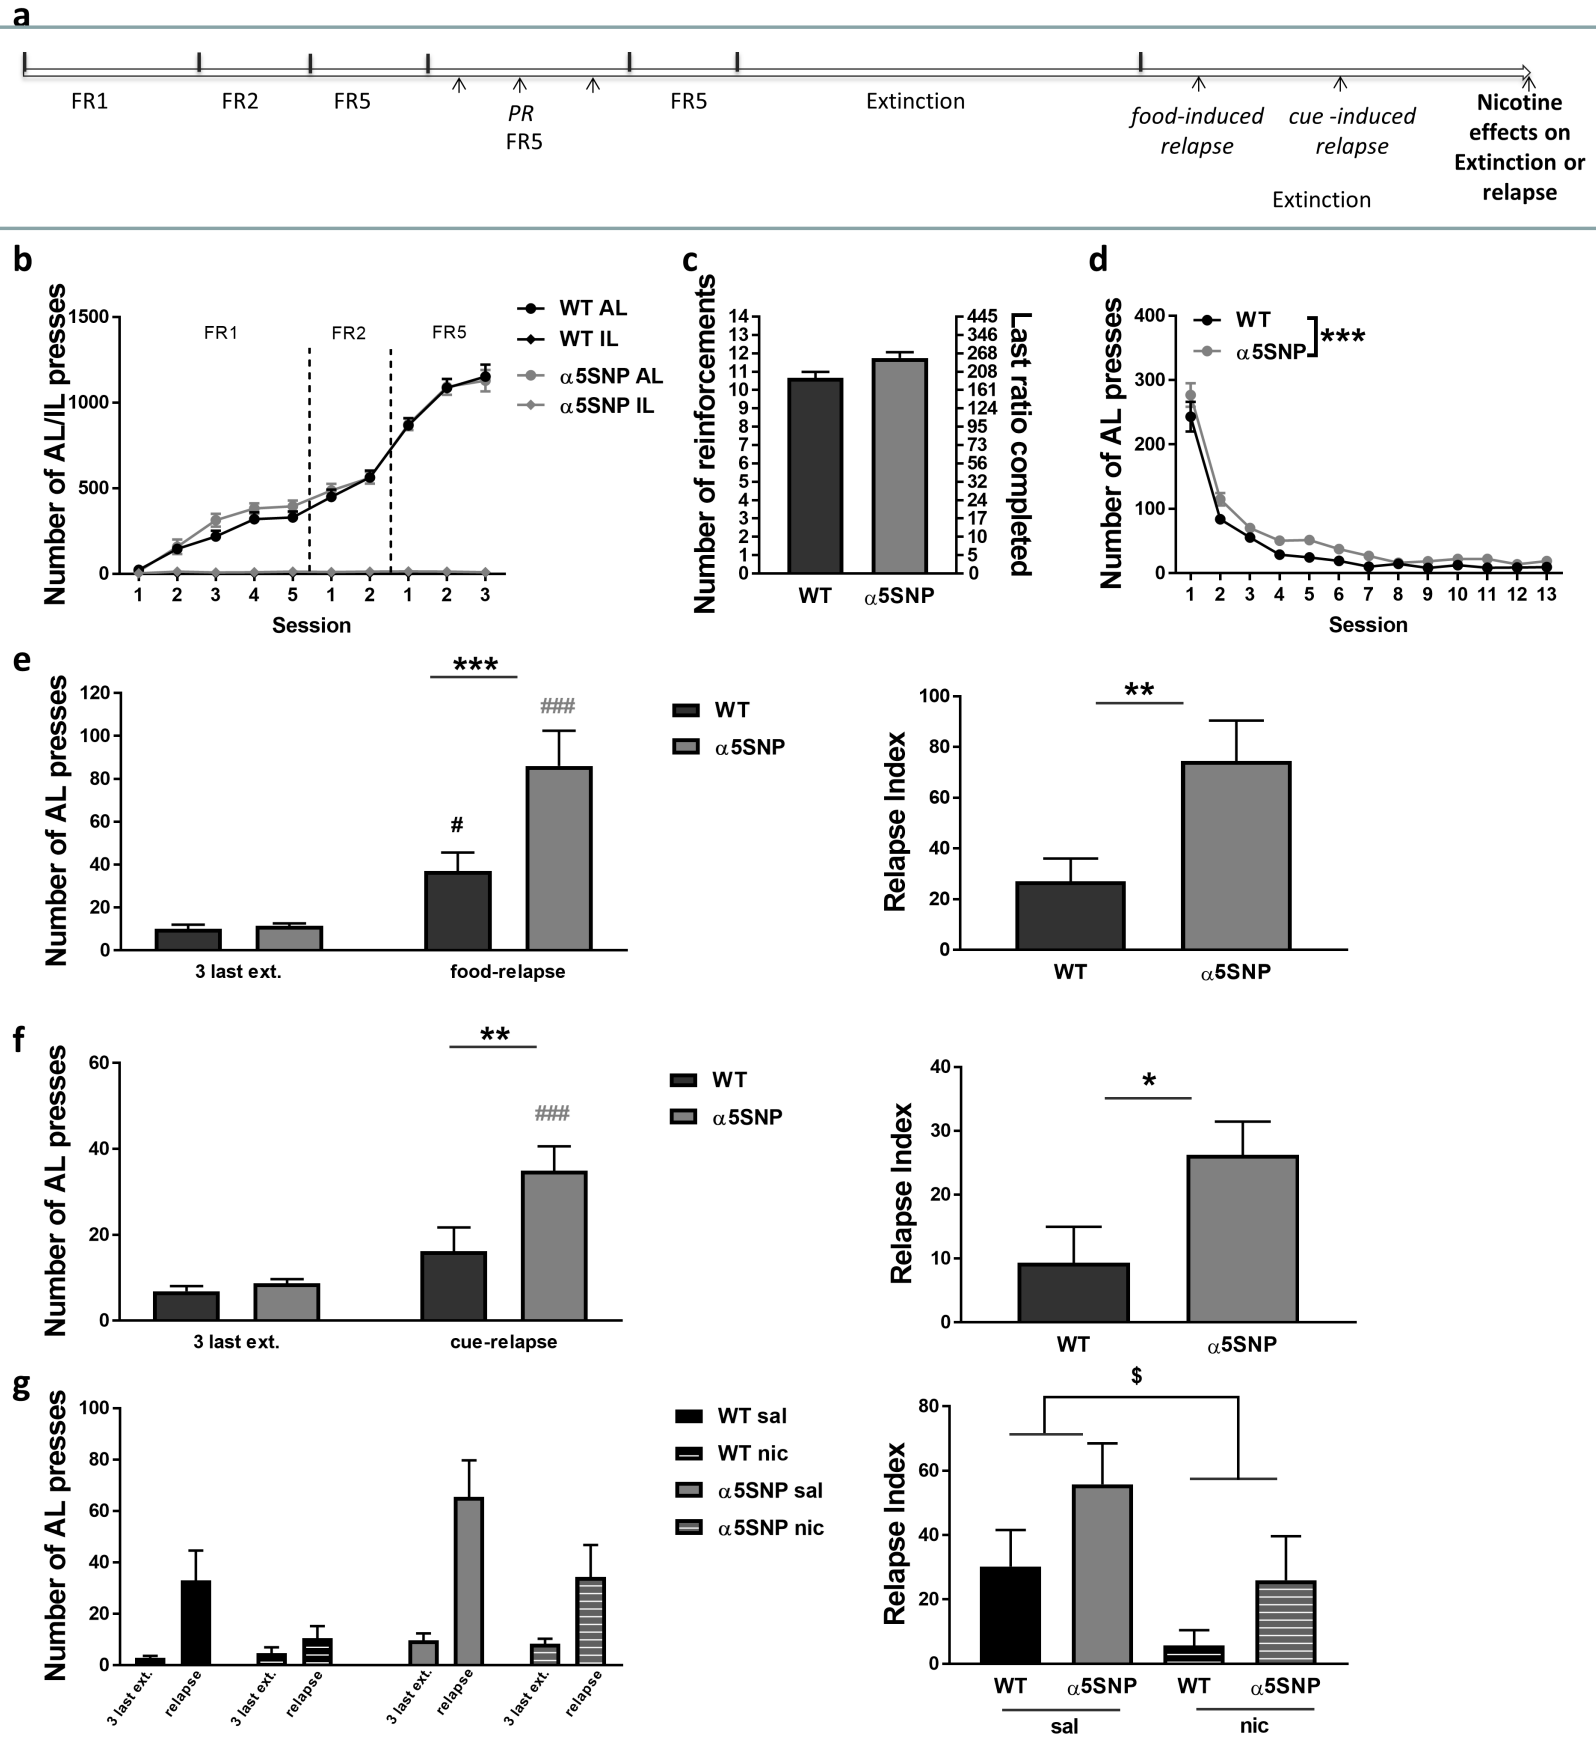 a
FR1
FR2
FR5
PR
FR5
FR5
Extinction
food-induced
relapse
cue -induced
relapse
Extinction
Nicotine
effects on
Extinction or
relapse
b
Number of AL/IL presses
1500
1000
500
0
FR1
FR2
FR5
1 2 3 4 5 1 2 1 2 3
Session
WT AL
WT IL
α5SNP AL
α5SNP IL
c
Number of reinforcements
14
13
12
11
10
9
8
7
6
5
4
3
2
1
0
445
346
268
208
161
124
95
73
56
32
24
17
10
5
0
Last ratio completed
WT α5SNP
d
Number of AL presses
400
300
200
100
0
WT
α5SNP
***
1 2 3 4 5 6 7 8 9 10 11 12 13
Session
e
Number of AL presses
120
100
80
60
40
20
0
***
###
#
3 last ext.
food-relapse
WT
α5SNP
Relapse Index
100
80
60
40
20
0
**
WT
α5SNP
f
Number of AL presses
60
40
20
0
**
###
3 last ext.
cue-relapse
WT
α5SNP
Relapse Index
40
30
20
10
0
*
WT
α5SNP
g
Number of AL presses
100
80
60
40
20
0
3 last ext.
relapse
3 last ext.
relapse
3 last ext.
relapse
3 last ext.
relapse
WT sal
WT nic
α5SNP sal
α5SNP nic
Relapse Index
80
60
40
20
0
$
WT α5SNP WT α5SNP
sal nic